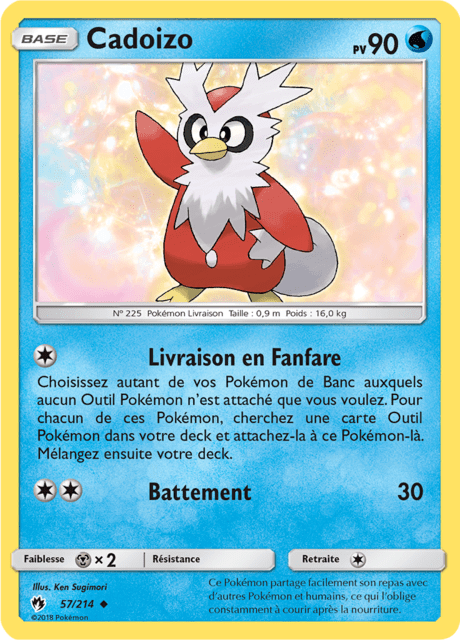 BASE Cadoizo PV 90
N° 225 Pokémon Livraison Taille : 0,9 m Poids : 16,0 kg
Livraison en Fanfare
Choisissez autant de vos Pokémon de Banc auxquels
aucun Outil Pokémon n'est attaché que vous voulez. Pour
chacun de ces Pokémon, cherchez une carte Outil
Pokémon dans votre deck et attachez-la à ce Pokémon-là.
Mélangez ensuite votre deck.
Battement 30
Faiblesse × 2 Résistance Retraite
Illus. Ken Sugimori
57/214
©2018 Pokémon
Ce Pokémon partage facilement son repas avec
d'autres Pokémon et humains, ce qui l'oblige
constamment à courir après la nourriture.